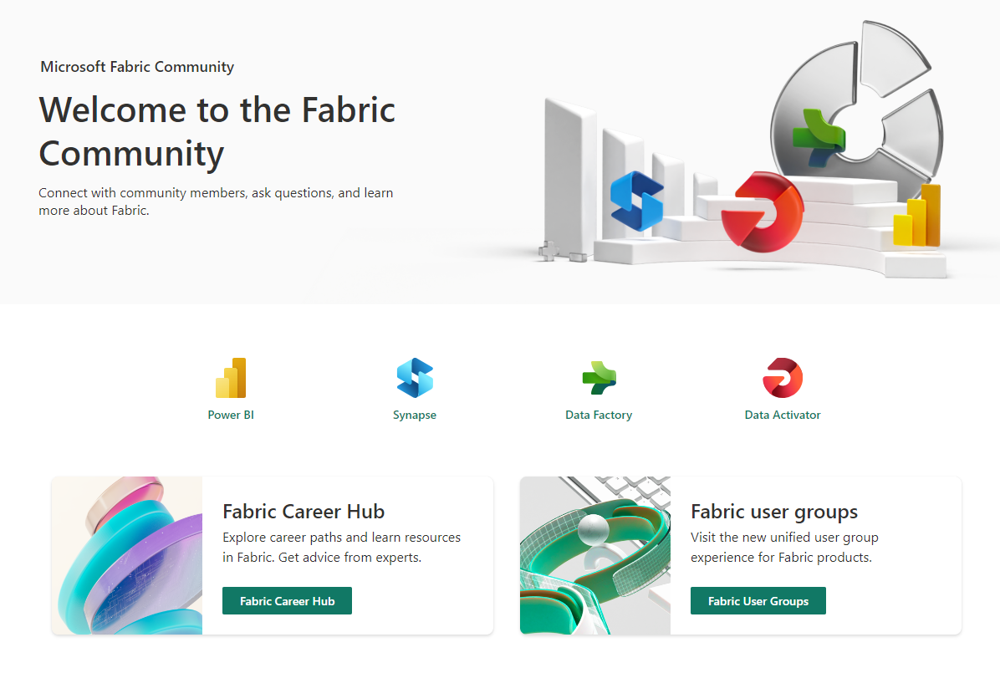 Microsoft Fabric Community
Welcome to the Fabric
Community
Connect with community members, ask questions, and learn
more about Fabric.
Power BI
Synapse
Data Factory
Data Activator
Fabric Career Hub
Explore career paths and learn resources
in Fabric. Get advice from experts.
Fabric Career Hub
Fabric user groups
Visit the new unified user group
experience for Fabric products.
Fabric User Groups